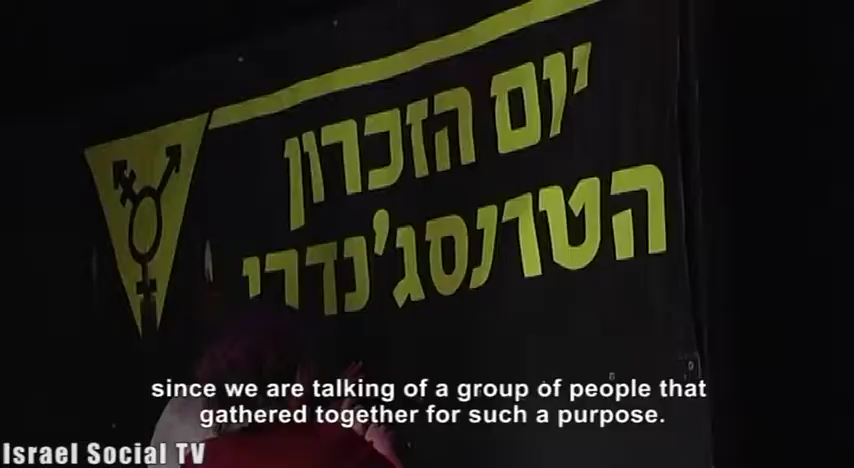 יום הזכרון
הטרנסג'נדרי
since we are talking of a group of people that
gathered together for such a purpose.
Israel Social TV